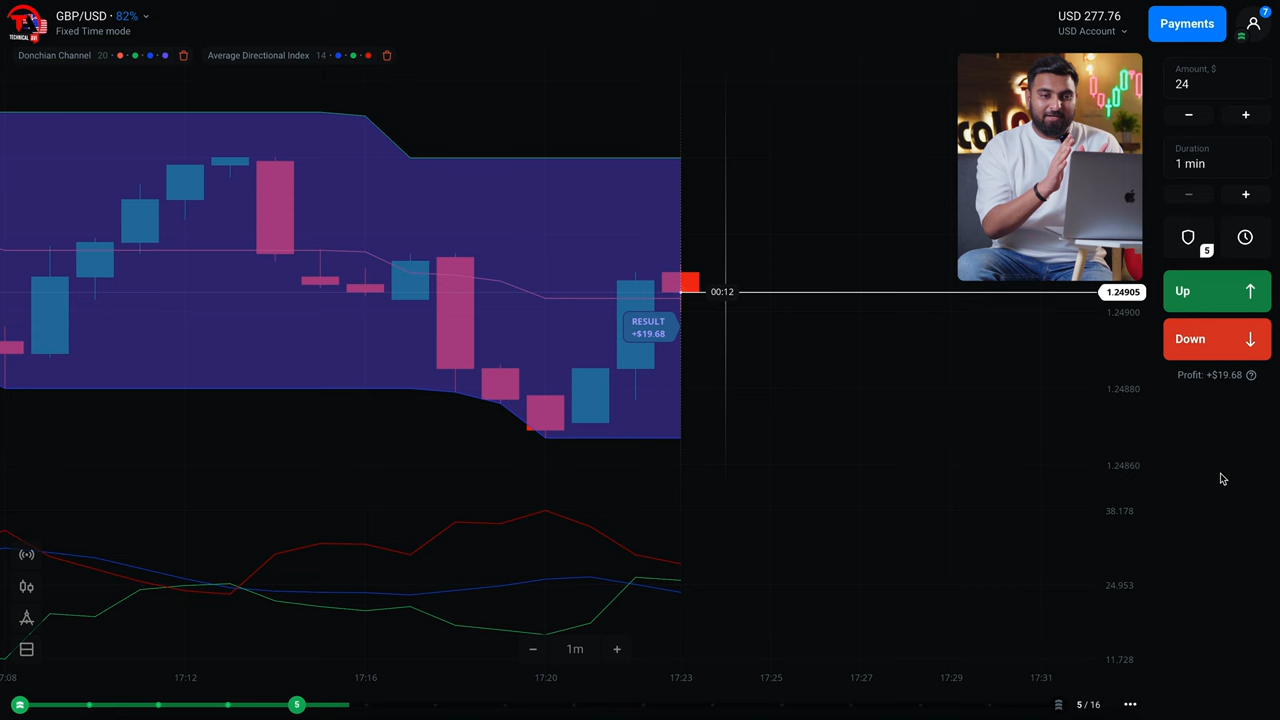 GBP/USD · 82%
Fixed Time mode
TECHNICAL AVI
USD 277.76
USD Account
Payments
7
Donchian Channel 20
Average Directional Index 14
Amount, $
24
Duration
1 min
5
Up
Down
Profit: +$19.68
RESULT
+$19.68
00:12
1.24905
1.24900
1.24880
1.24860
38.178
24.953
11.728
1m
7:08
17:12
17:16
17:20
17:23
17:25
17:27
17:29
17:31
5
5 / 16